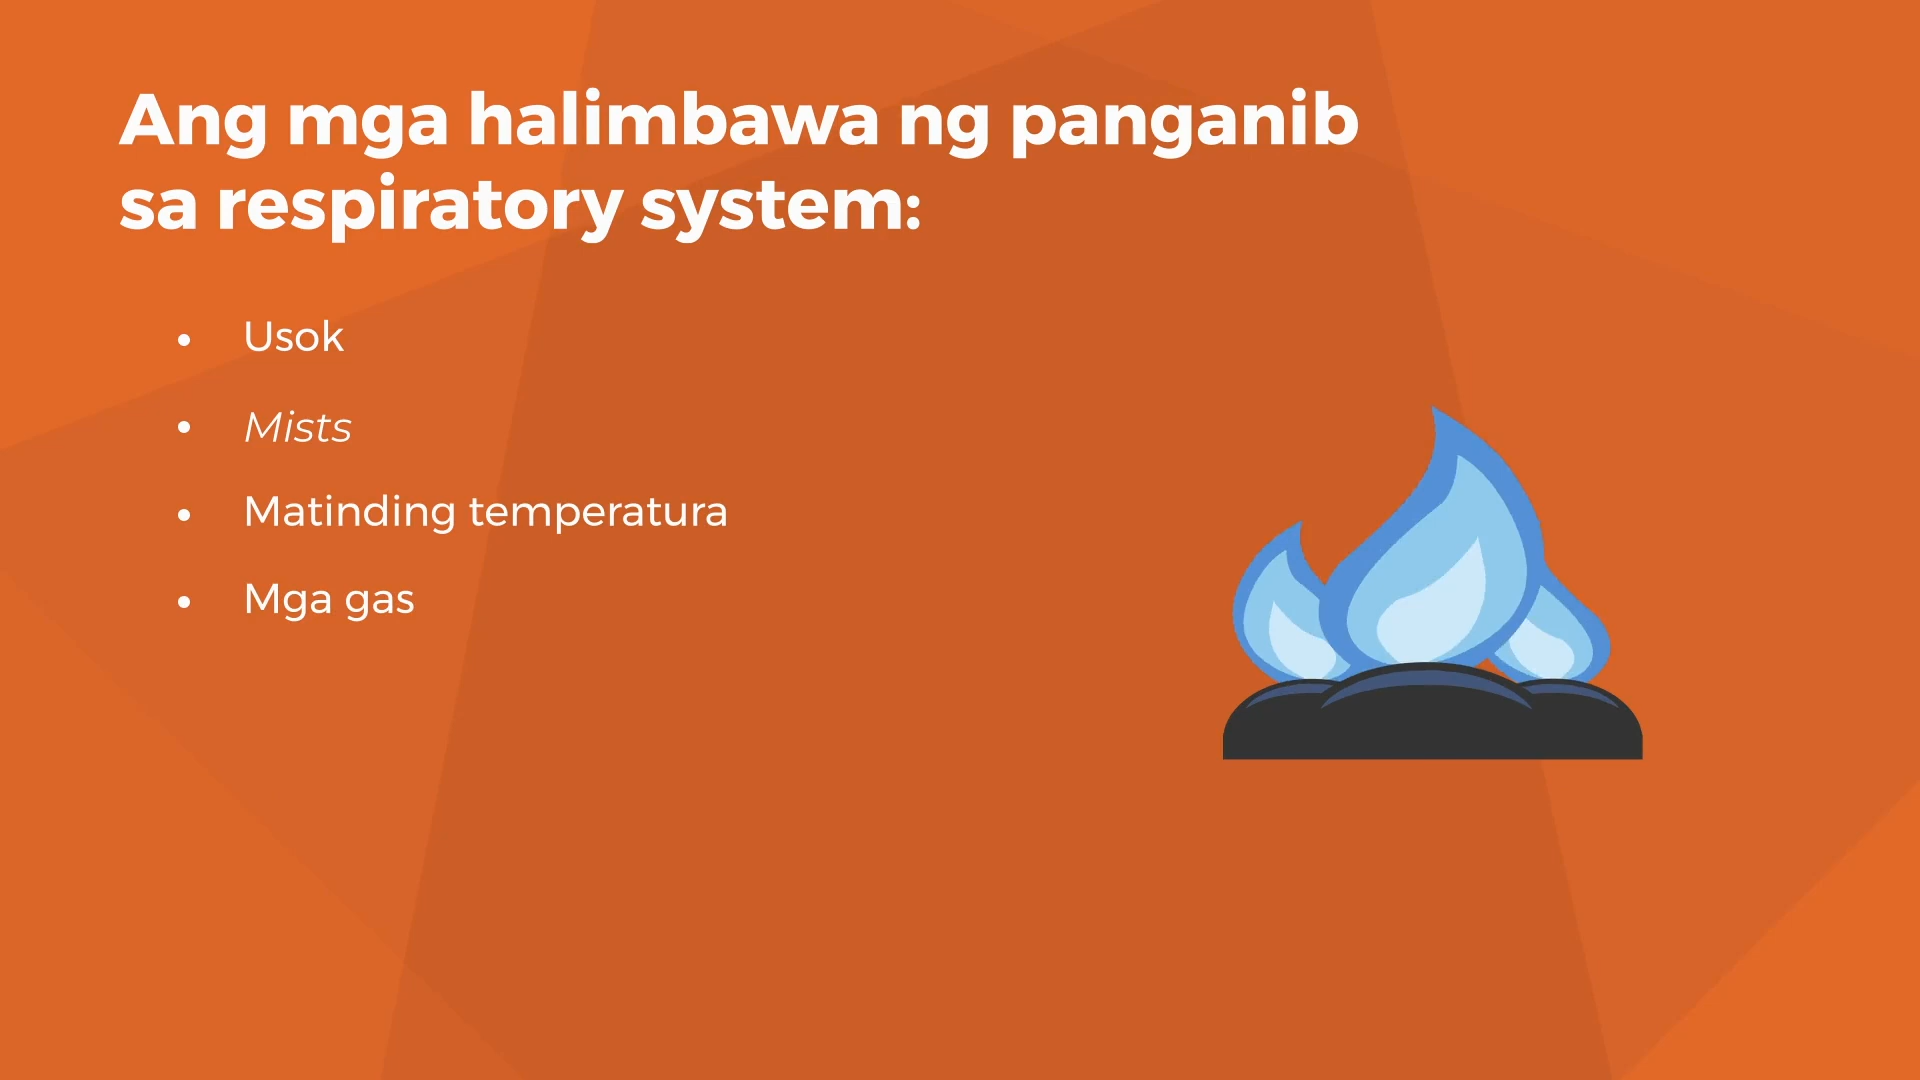 Ang mga halimbawa ng panganib
sa respiratory system:
• Usok
• Mists
• Matinding temperatura
• Mga gas